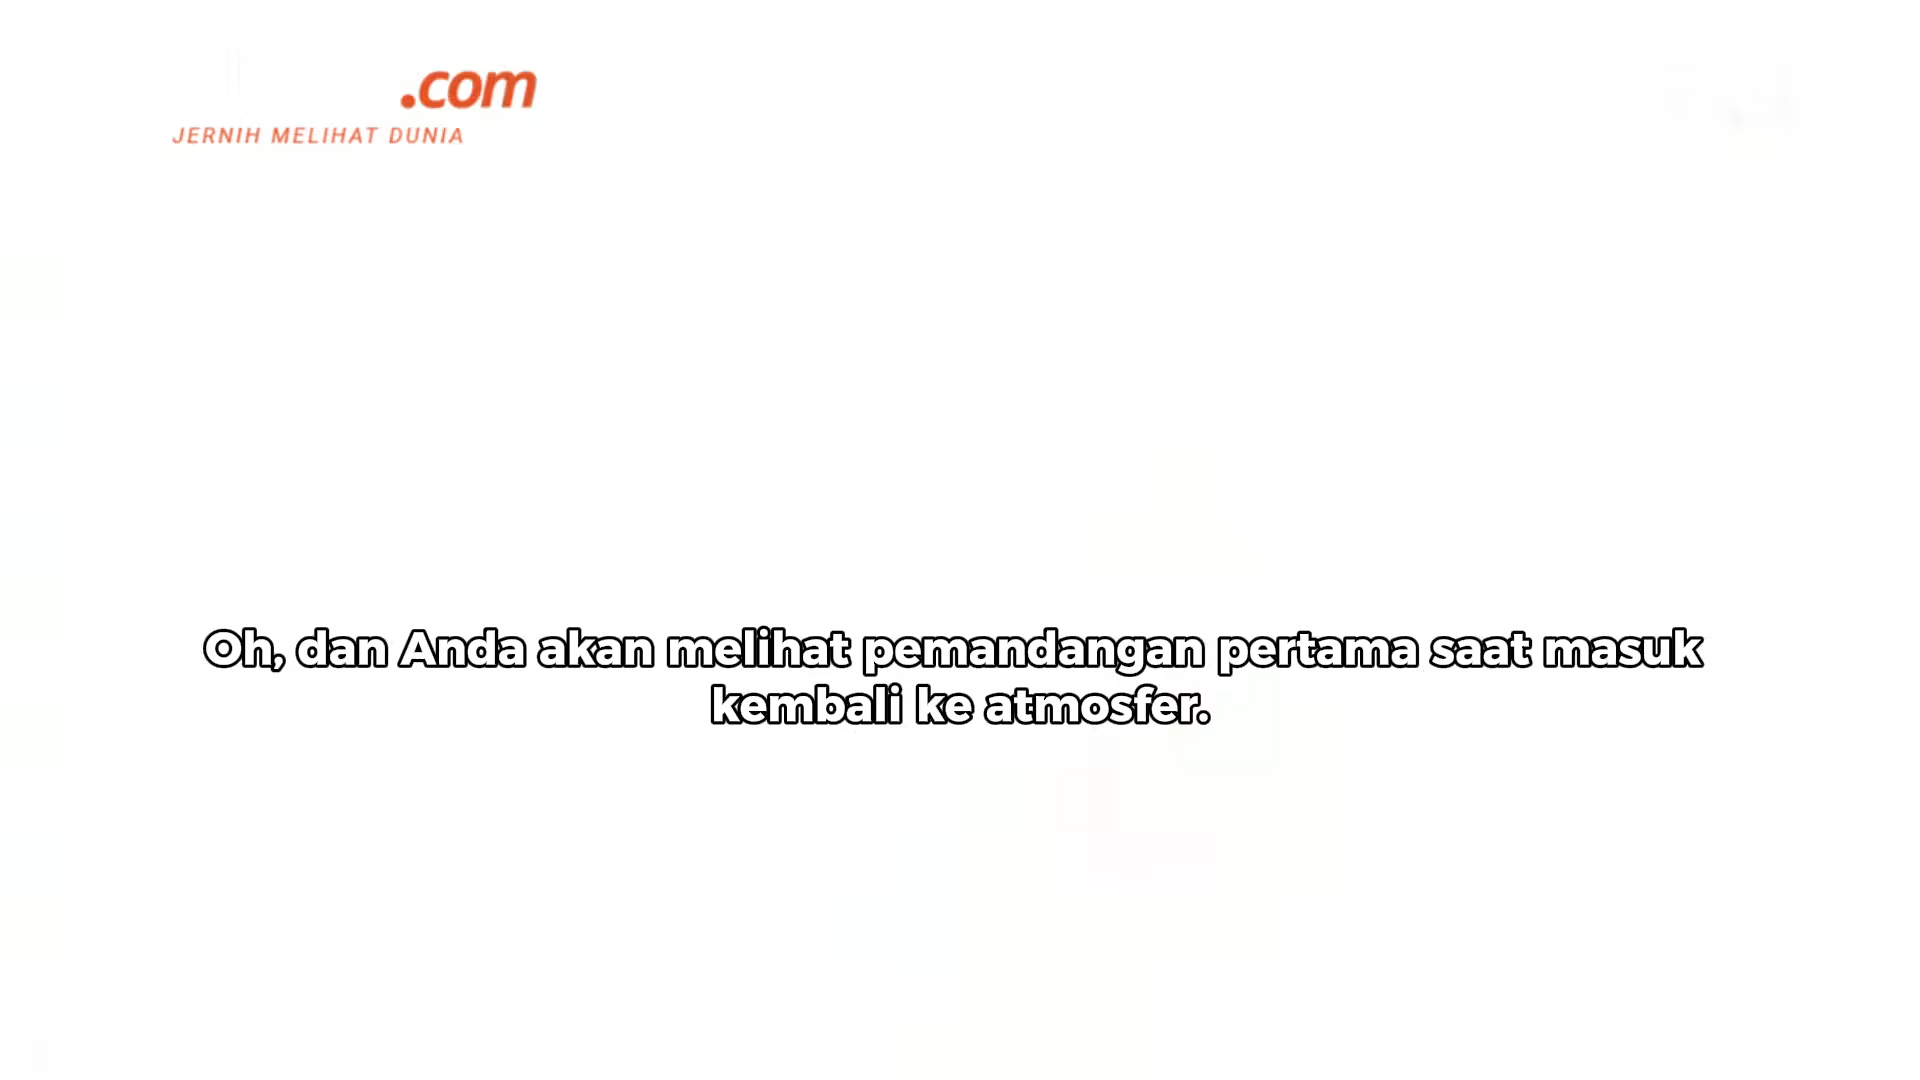 .com
JERNIH MELIHAT DUNIA
Oh, dan Anda akan melihat pemandangan pertama saat masuk
kembali ke atmosfer.